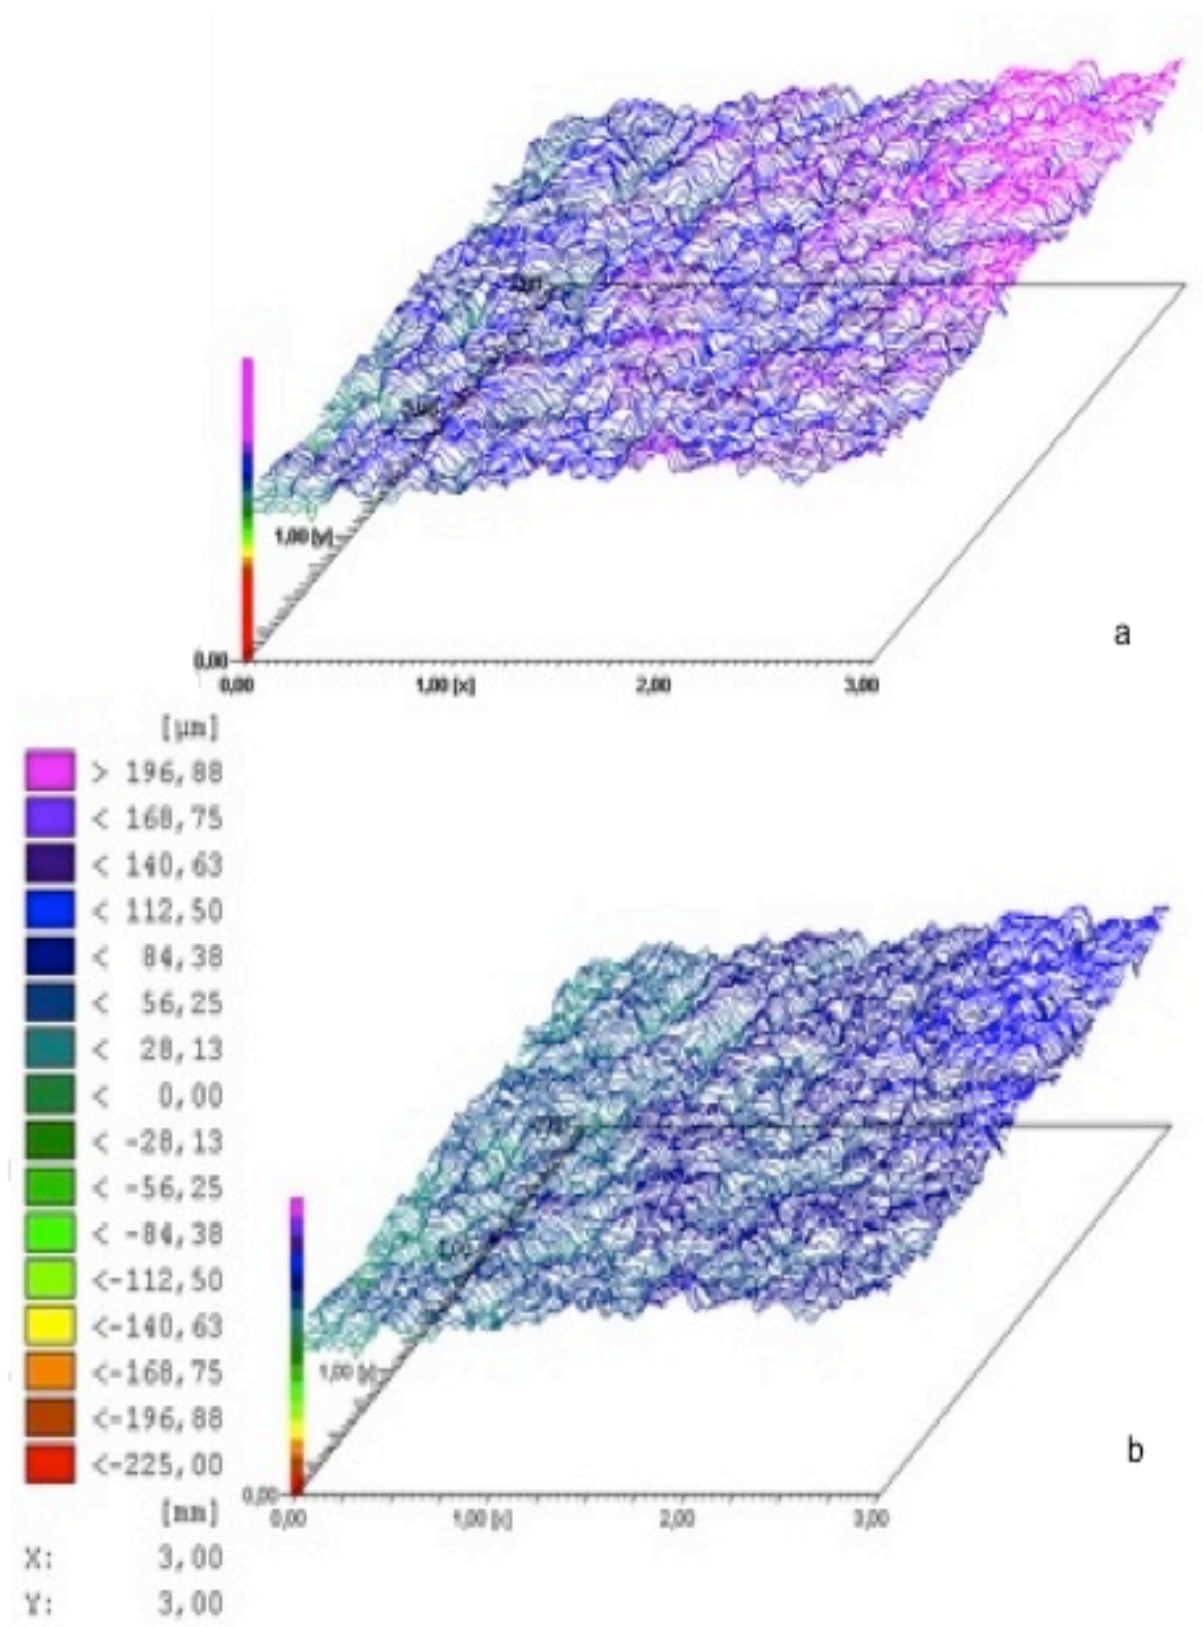 1,00 [y]
a
0,00
0,00 1,00 [x] 2,00 3,00
[µm]
> 196,88
< 168,75
< 140,63
< 112,50
< 84,38
< 56,25
< 28,13
< 0,00
< -28,13
< -56,25
< -84,38
<-112,50
<-140,63
<-168,75
<-196,88
<-225,00
[mm]
X: 3,00
Y: 3,00
1,00 [y]
b
0,00
0,00 1,00 [x] 2,00 3,00